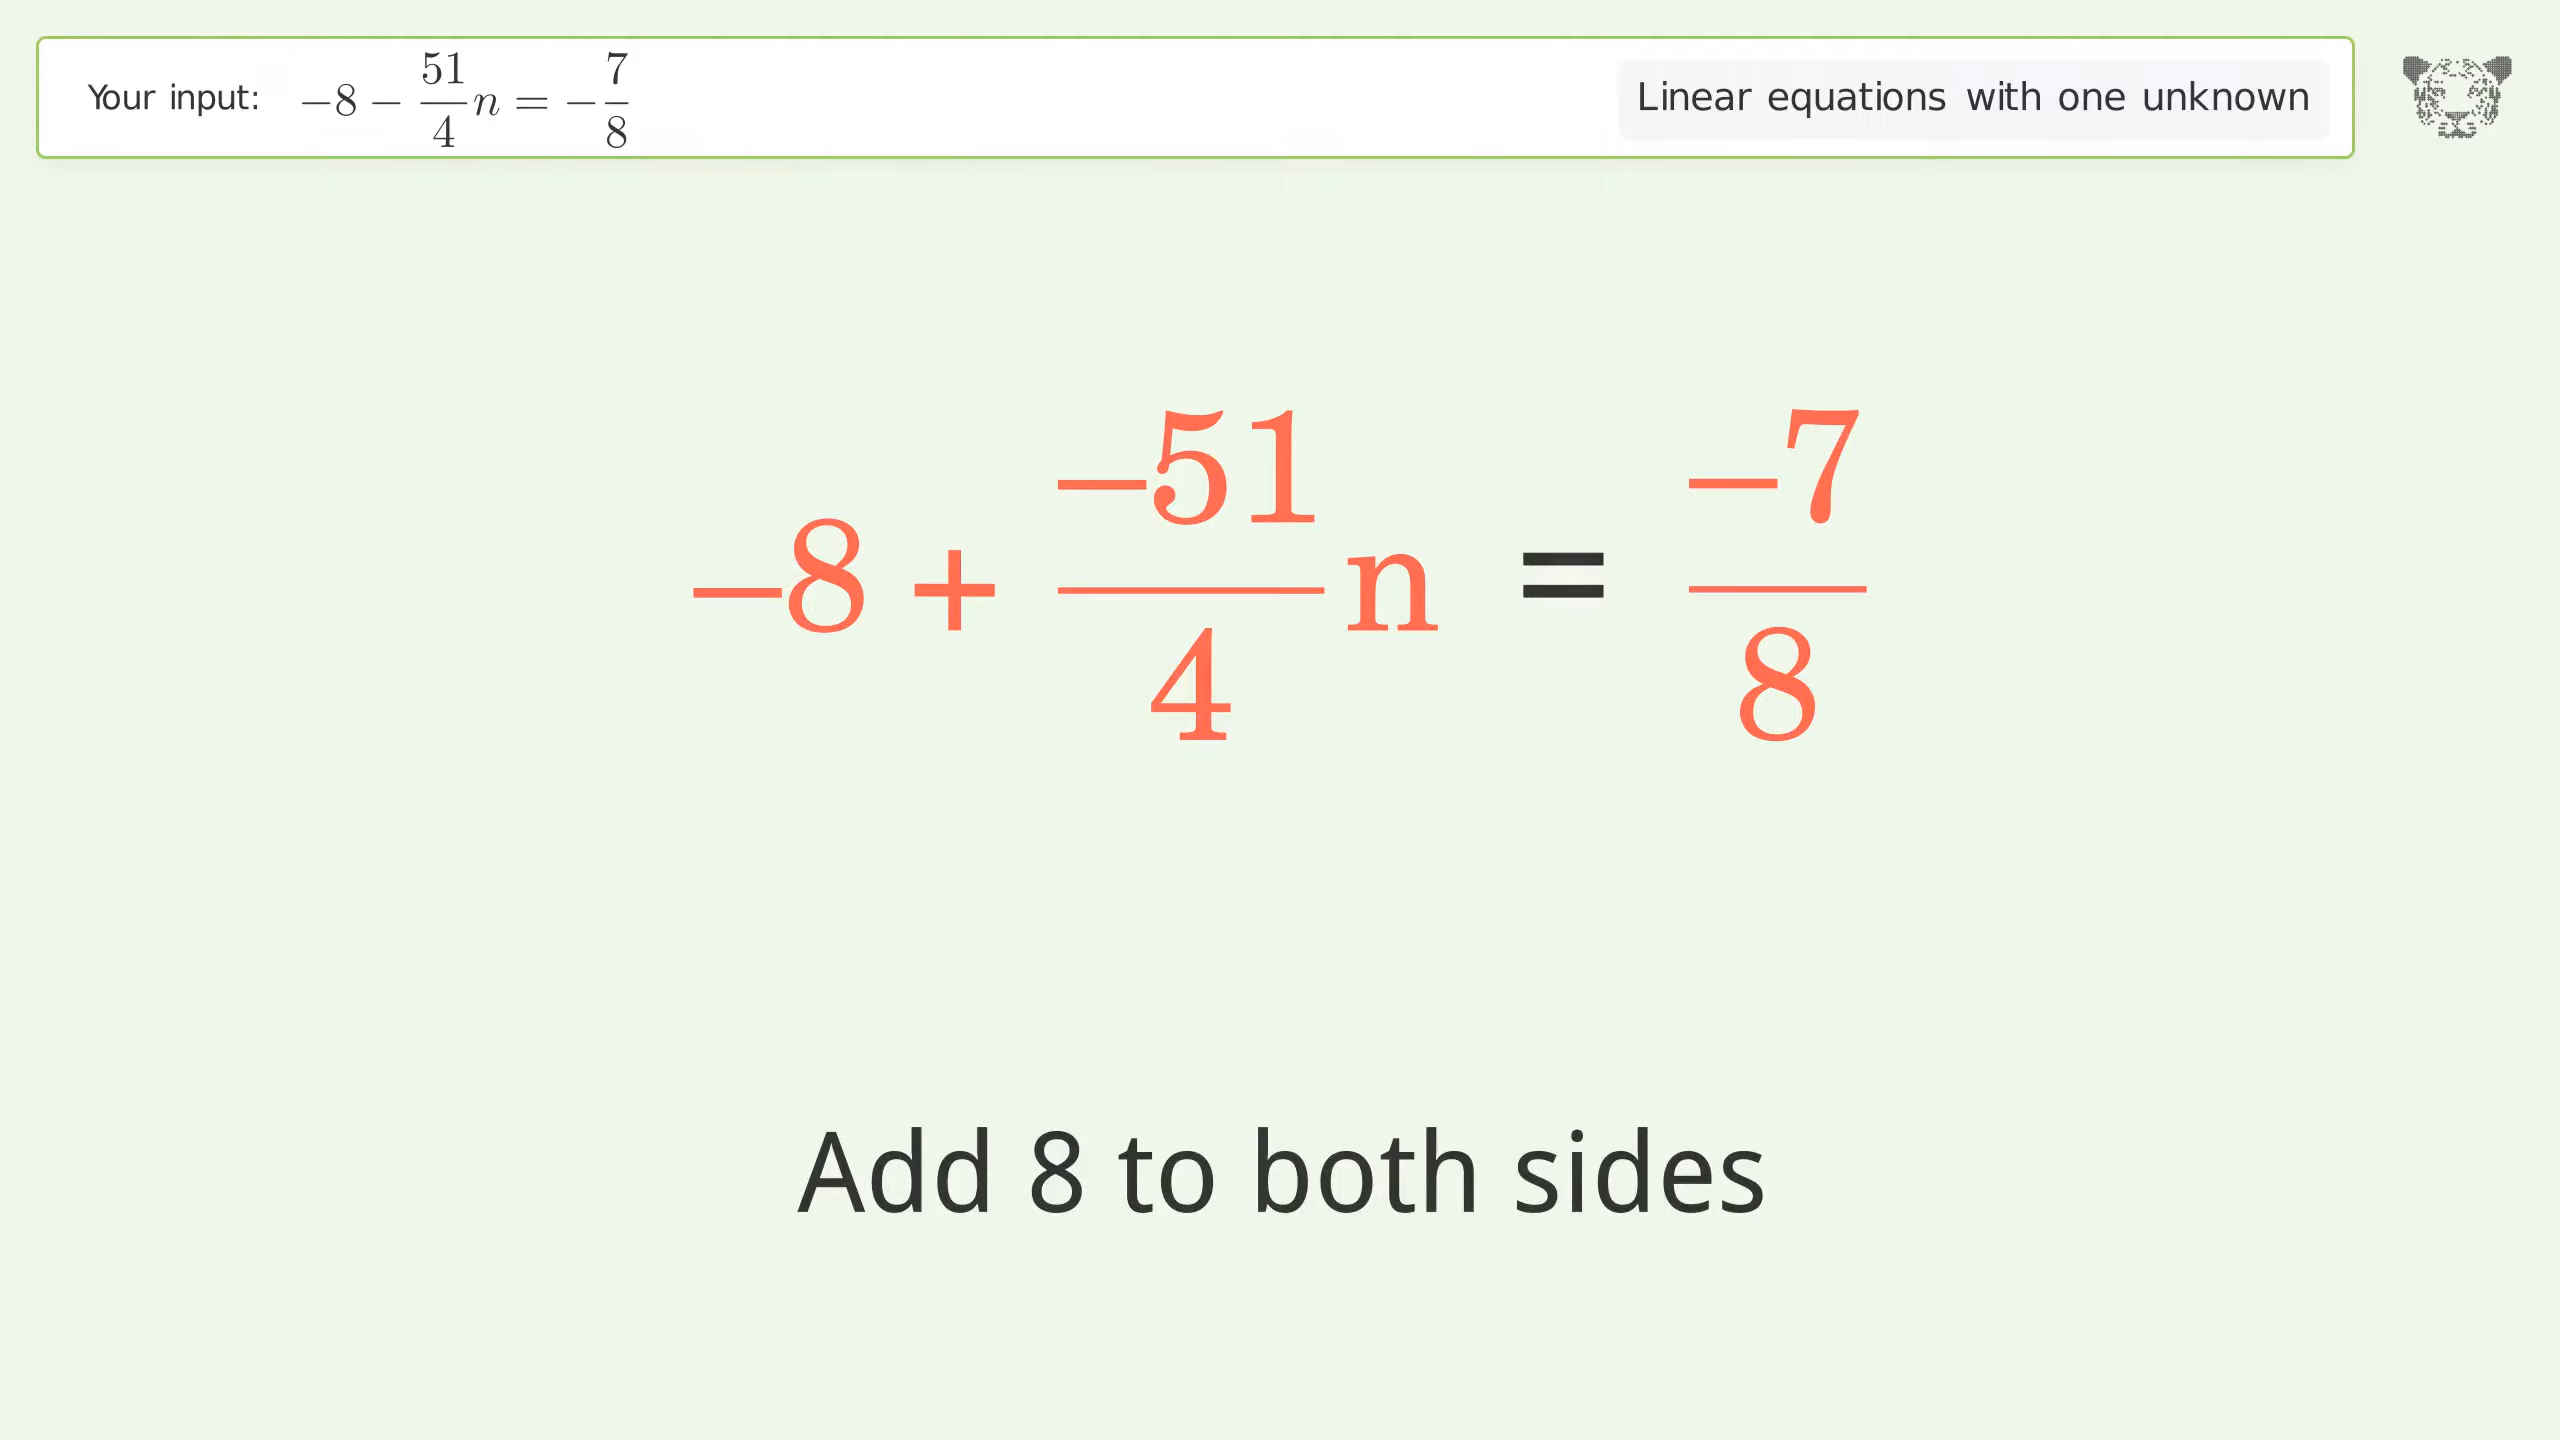 Your input: −8 − 51/4 n = − 7/8
Linear equations with one unknown
−8 + −51/4 n = −7/8
Add 8 to both sides